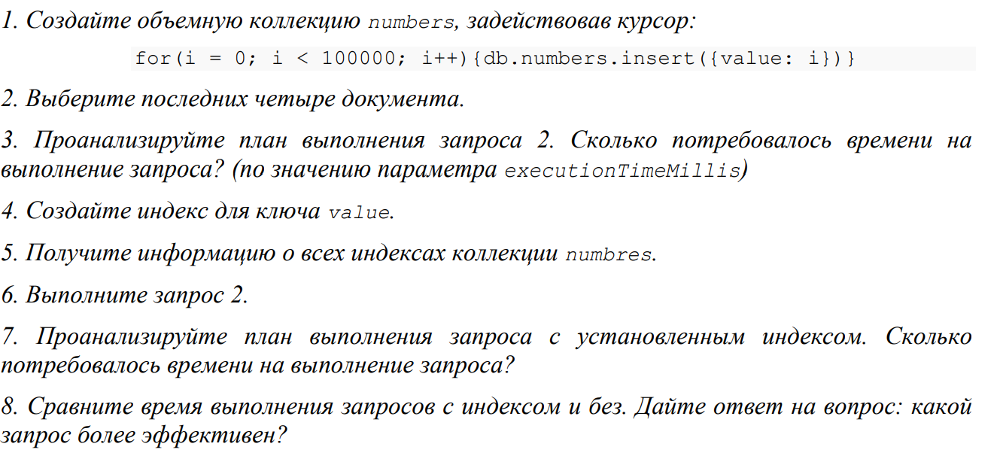 1. Создайте объемную коллекцию numbers, задействовав курсор:
for(i = 0; i < 100000; i++){db.numbers.insert({value: i})}
2. Выберите последних четыре документа.
3. Проанализируйте план выполнения запроса 2. Сколько потребовалось времени на
выполнение запроса? (по значению параметра executionTimeMillis)
4. Создайте индекс для ключа value.
5. Получите информацию о всех индексах коллекции numbres.
6. Выполните запрос 2.
7. Проанализируйте план выполнения запроса с установленным индексом. Сколько
потребовалось времени на выполнение запроса?
8. Сравните время выполнения запросов с индексом и без. Дайте ответ на вопрос: какой
запрос более эффективен?